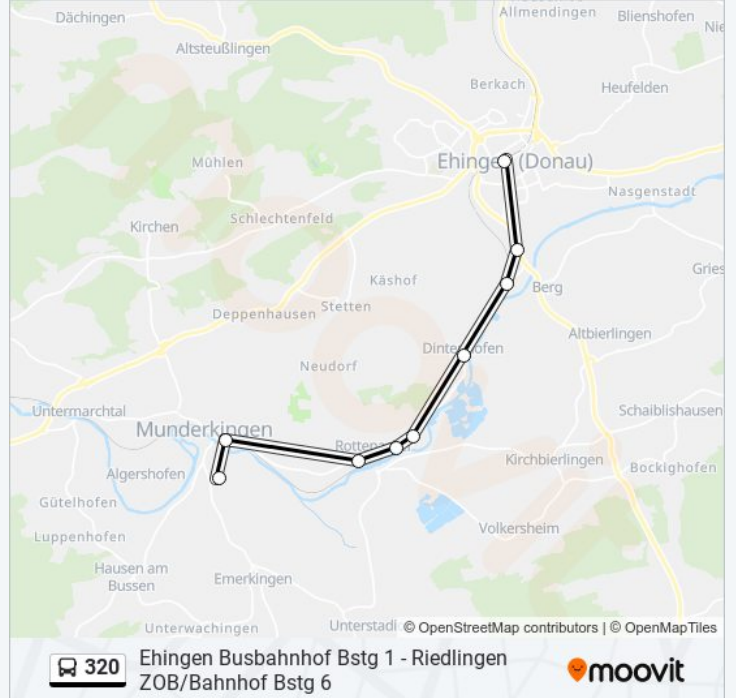 Dächingen
Allmendingen
Blienshofen
Altsteußlingen
Berkach
Heufelden
Mühlen
Ehingen (Donau)
Nasgenstadt
Schlechtenfeld
Kirchen
Käshof
Gries
Berg
Stetten
Deppenhausen
Altbierlingen
Neudorf
Untermarchtal
Schaiblishausen
Munderkingen
Algershofen
Kirchbierlingen
Bockighofen
Gütelhofen
Volkersheim
Luppenhofen
Hausen am
Bussen
Emerkingen
Unterwachingen
Unterstadi
© OpenStreetMap contributors | © OpenMapTiles
320
Ehingen Busbahnhof Bstg 1 - Riedlingen
ZOB/Bahnhof Bstg 6
moovit